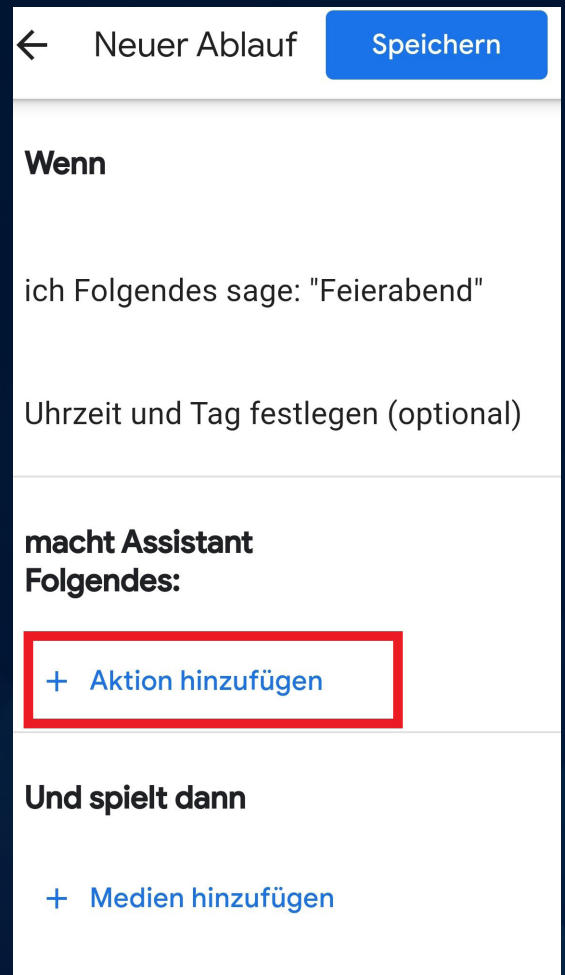 Neuer Ablauf Speichern
Wenn
ich Folgendes sage: "Feierabend"
Uhrzeit und Tag festlegen (optional)
macht Assistant
Folgendes:
+ Aktion hinzufügen
Und spielt dann
+ Medien hinzufügen